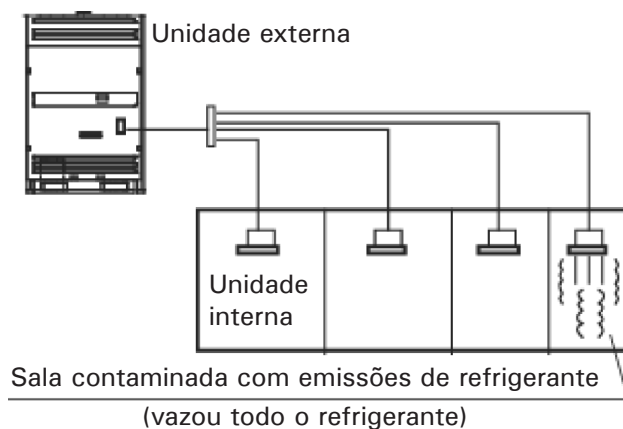 Unidade externa
Unidade
interna
Sala contaminada com emissões de refrigerante
(vazou todo o refrigerante)